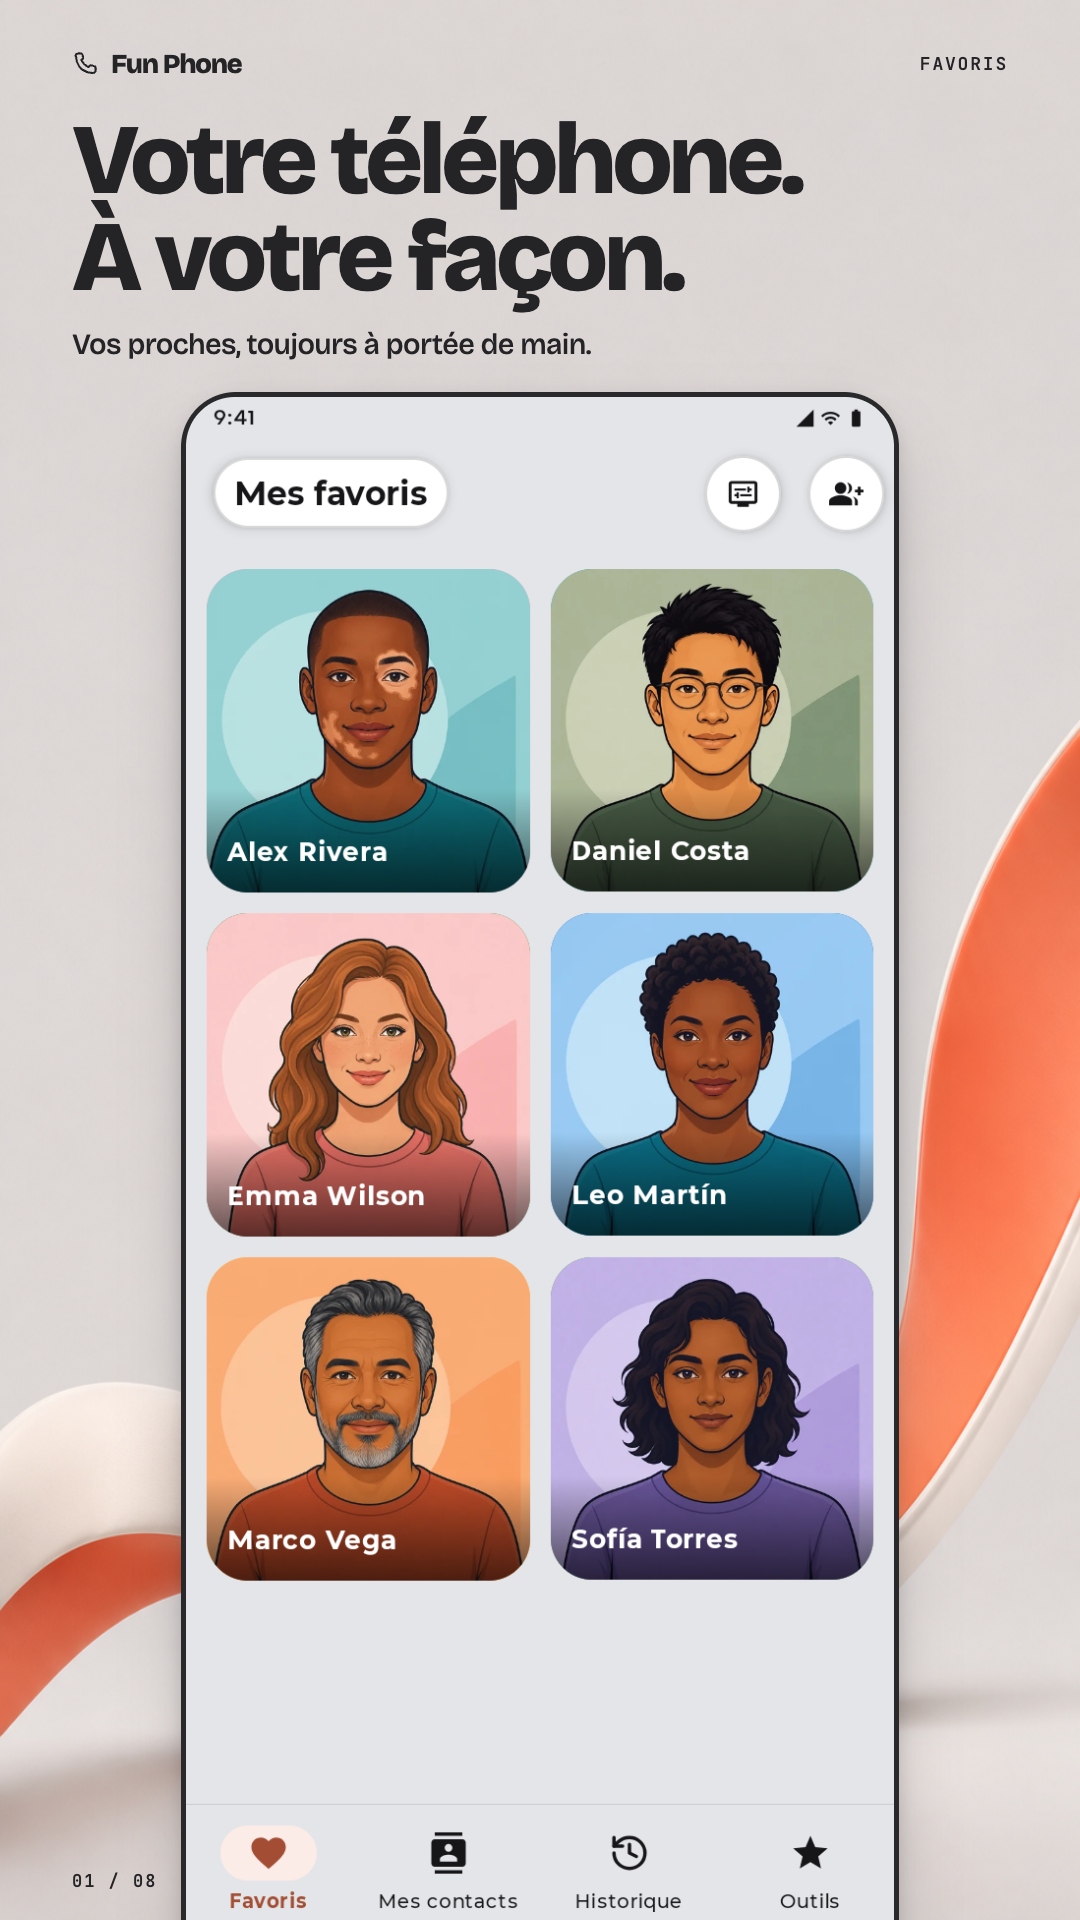 Fun Phone
FAVORIS
Votre téléphone.
À votre façon.
Vos proches, toujours à portée de main.
9:41
Mes favoris
Alex Rivera
Daniel Costa
Emma Wilson
Leo Martín
Marco Vega
Sofía Torres
Favoris
Mes contacts
Historique
Outils
01 / 08